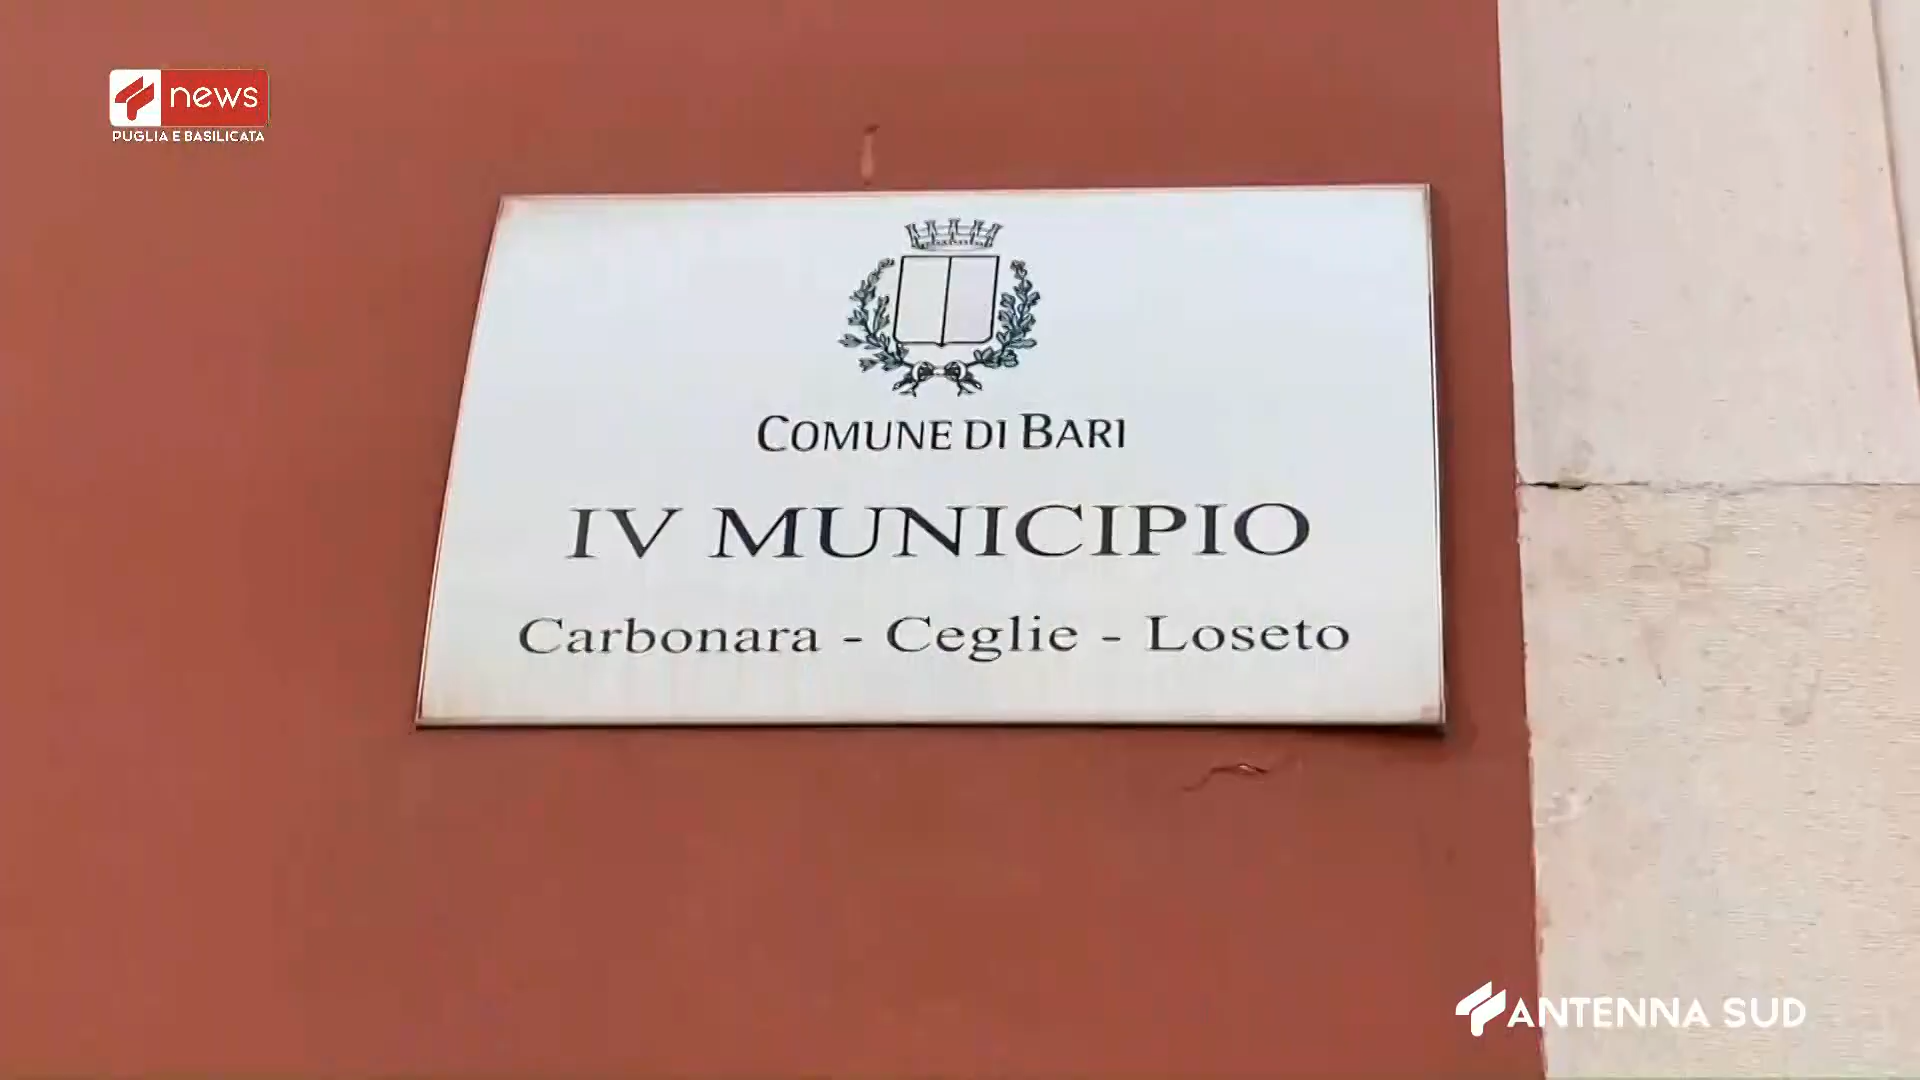 news
PUGLIA E BASILICATA
COMUNE DI BARI
IV MUNICIPIO
Carbonara - Ceglie - Loseto
ANTENNA SUD